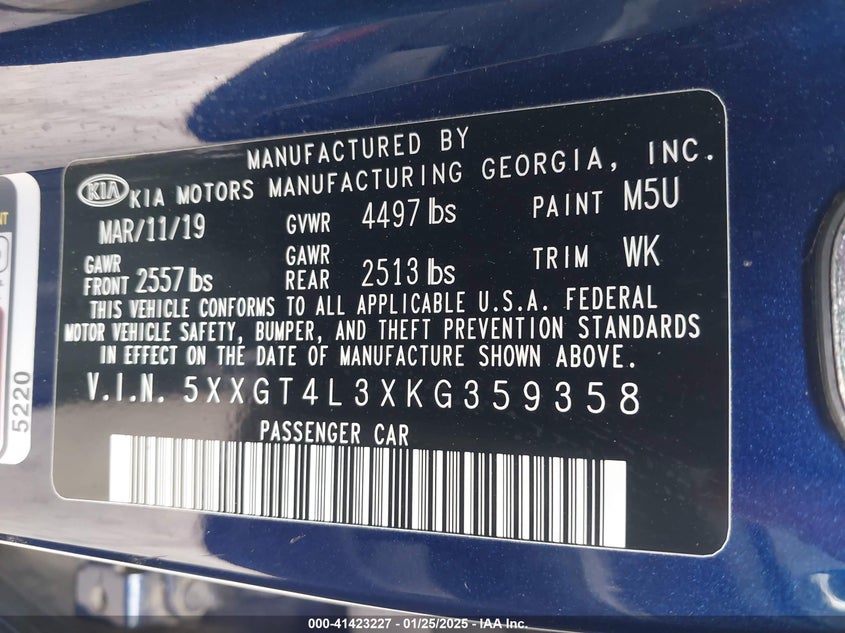 MANUFACTURED BY
KIA KIA MOTORS MANUFACTURING GEORGIA, INC.
MAR/11/19 GVWR 4497 lbs PAINT M5U
GAWR FRONT 2557 lbs GAWR REAR 2513 lbs TRIM WK
THIS VEHICLE CONFORMS TO ALL APPLICABLE U.S.A. FEDERAL
MOTOR VEHICLE SAFETY, BUMPER, AND THEFT PREVENTION STANDARDS
IN EFFECT ON THE DATE OF MANUFACTURE SHOWN ABOVE.
V.I.N. 5XXGT4L3XKG359358
PASSENGER CAR
5220
000-41423227 - 01/25/2025 - IAA Inc.